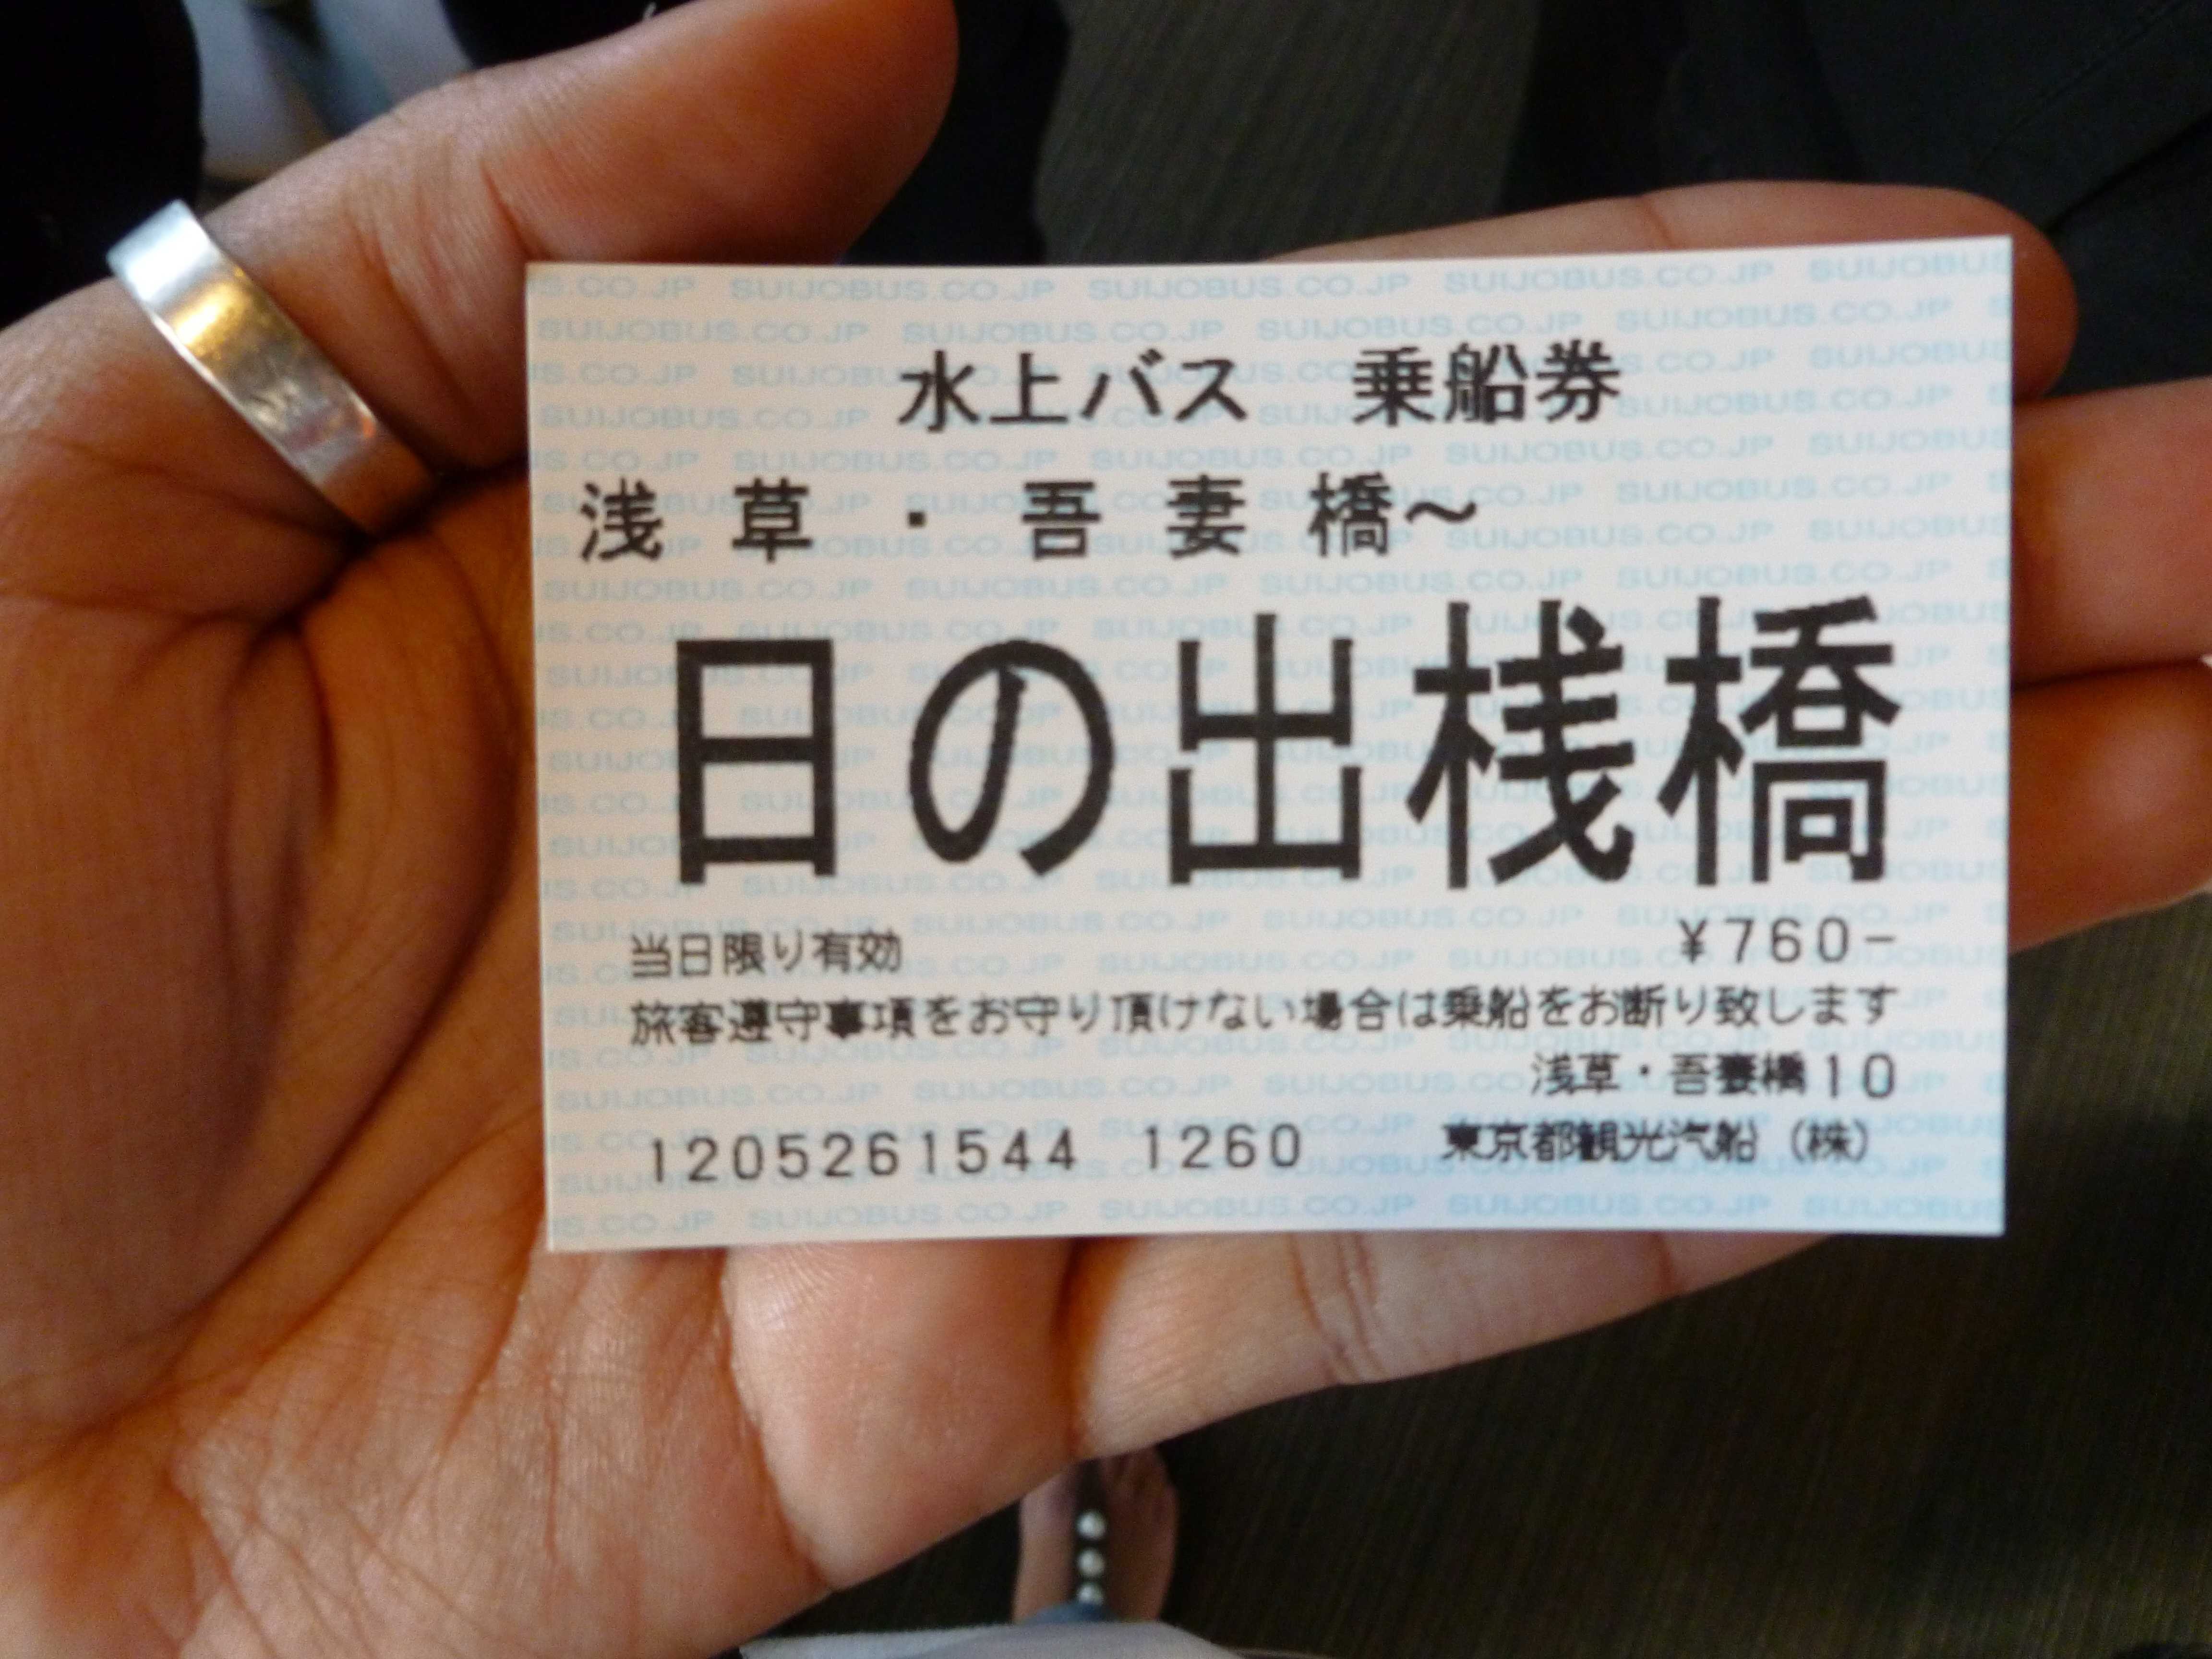 水上バス 乗船券
浅草・吾妻橋～
日の出桟橋
当日限り有効 ¥760-
旅客遵守事項をお守り頂けない場合は乗船をお断り致します
浅草・吾妻橋10
1205261544 1260 東京都観光汽船(株)
SUIJOBUS.CO.JP